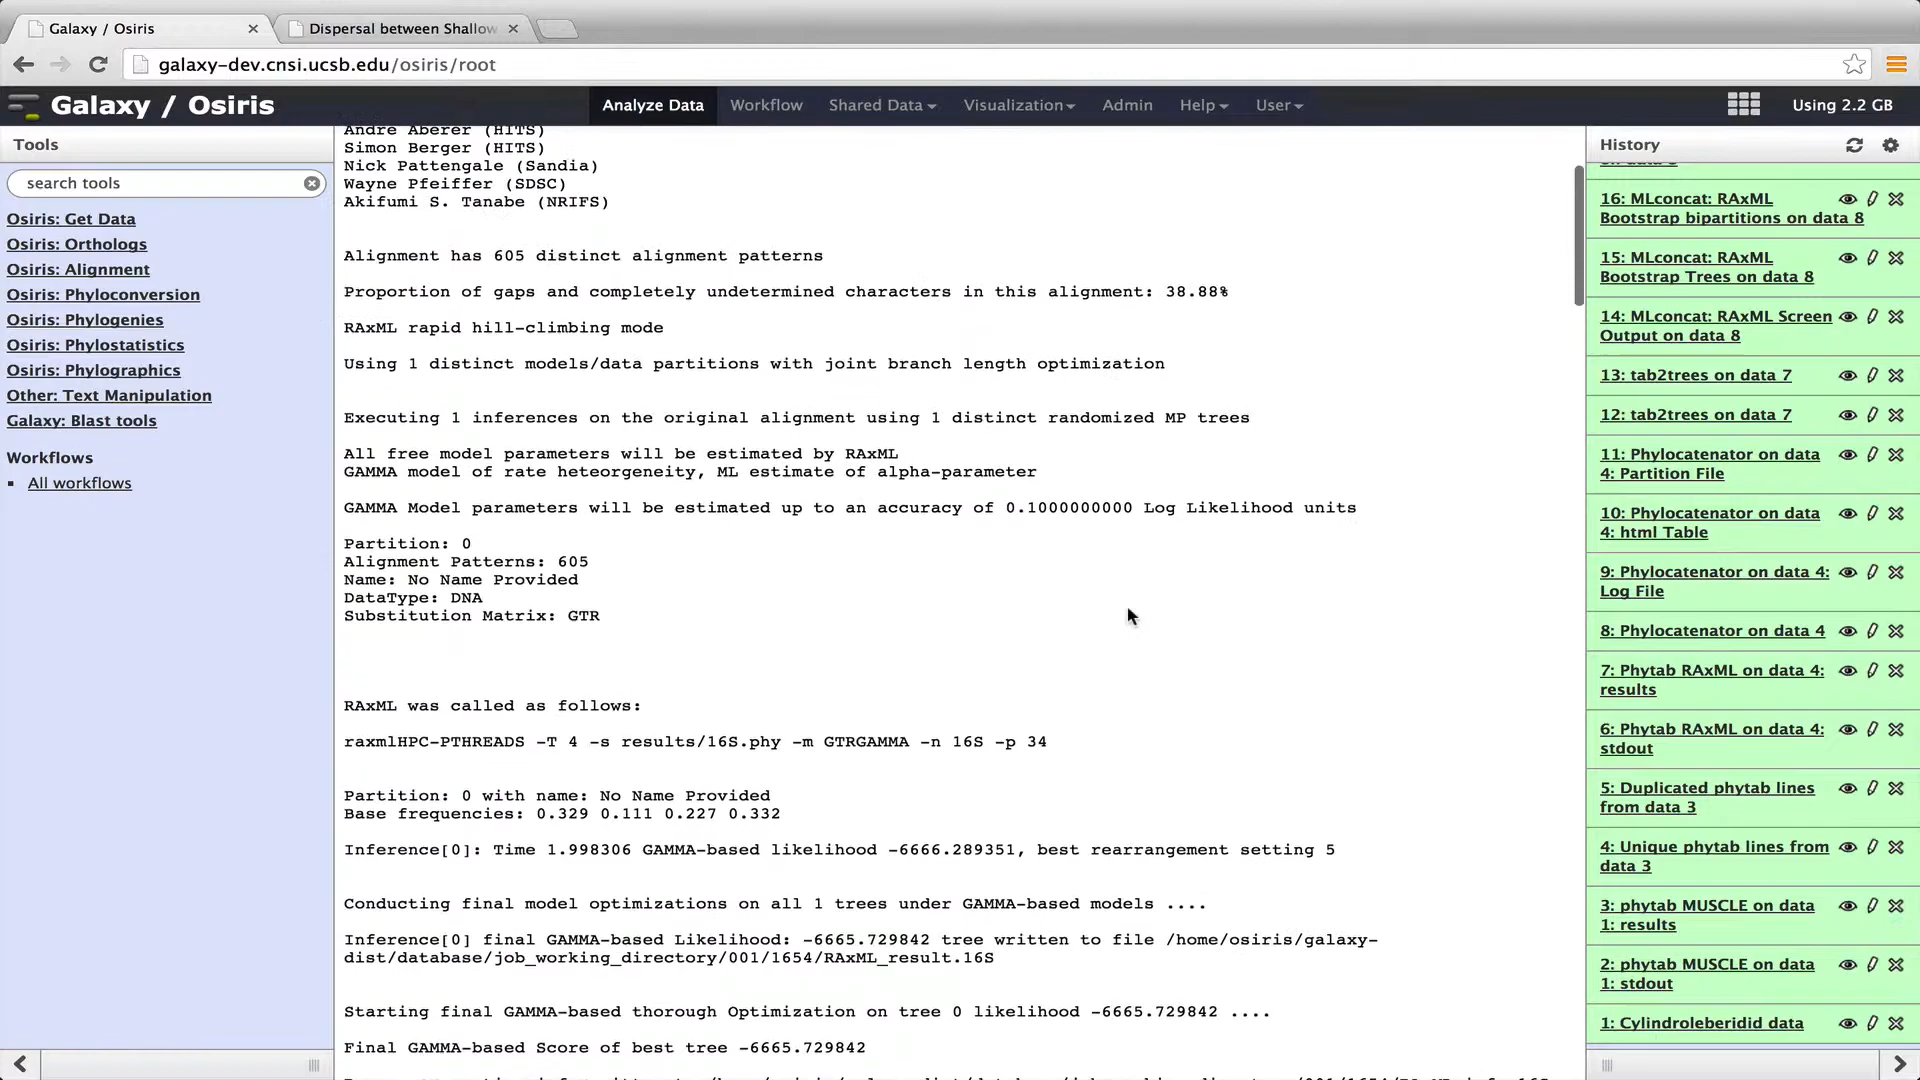 Galaxy / Osiris
Dispersal between Shallow
galaxy-dev.cnsi.ucsb.edu/osiris/root
Galaxy / Osiris
Analyze Data
Workflow
Shared Data
Visualization
Admin
Help
User
Using 2.2 GB
Tools
search tools
Osiris: Get Data
Osiris: Orthologs
Osiris: Alignment
Osiris: Phyloconversion
Osiris: Phylogenies
Osiris: Phylostatistics
Osiris: Phylographics
Other: Text Manipulation
Galaxy: Blast tools
Workflows
All workflows
Andre Aberer (HITS)
Simon Berger (HITS)
Nick Pattengale (Sandia)
Wayne Pfeiffer (SDSC)
Akifumi S. Tanabe (NRIFS)
Alignment has 605 distinct alignment patterns
Proportion of gaps and completely undetermined characters in this alignment: 38.88%
RAxML rapid hill-climbing mode
Using 1 distinct models/data partitions with joint branch length optimization
Executing 1 inferences on the original alignment using 1 distinct randomized MP trees
All free model parameters will be estimated by RAxML
GAMMA model of rate heteorgeneity, ML estimate of alpha-parameter
GAMMA Model parameters will be estimated up to an accuracy of 0.1000000000 Log Likelihood units
Partition: 0
Alignment Patterns: 605
Name: No Name Provided
DataType: DNA
Substitution Matrix: GTR
RAxML was called as follows:
raxmlHPC-PTHREADS -T 4 -s results/16S.phy -m GTRGAMMA -n 16S -p 34
Partition: 0 with name: No Name Provided
Base frequencies: 0.329 0.111 0.227 0.332
Inference[0]: Time 1.998306 GAMMA-based likelihood -6666.289351, best rearrangement setting 5
Conducting final model optimizations on all 1 trees under GAMMA-based models ....
Inference[0] final GAMMA-based Likelihood: -6665.729842 tree written to file /home/osiris/galaxy-
dist/database/job_working_directory/001/1654/RAxML_result.16S
Starting final GAMMA-based thorough Optimization on tree 0 likelihood -6665.729842 ....
Final GAMMA-based Score of best tree -6665.729842
History
16: MLconcat: RAxML
Bootstrap bipartitions on data 8
15: MLconcat: RAxML
Bootstrap Trees on data 8
14: MLconcat: RAxML Screen
Output on data 8
13: tab2trees on data 7
12: tab2trees on data 7
11: Phylocatenator on data
4: Partition File
10: Phylocatenator on data
4: html Table
9: Phylocatenator on data 4:
Log File
8: Phylocatenator on data 4
7: Phytab RAxML on data 4:
results
6: Phytab RAxML on data 4:
stdout
5: Duplicated phytab lines
from data 3
4: Unique phytab lines from
data 3
3: phytab MUSCLE on data
1: results
2: phytab MUSCLE on data
1: stdout
1: Cylindroleberidid data